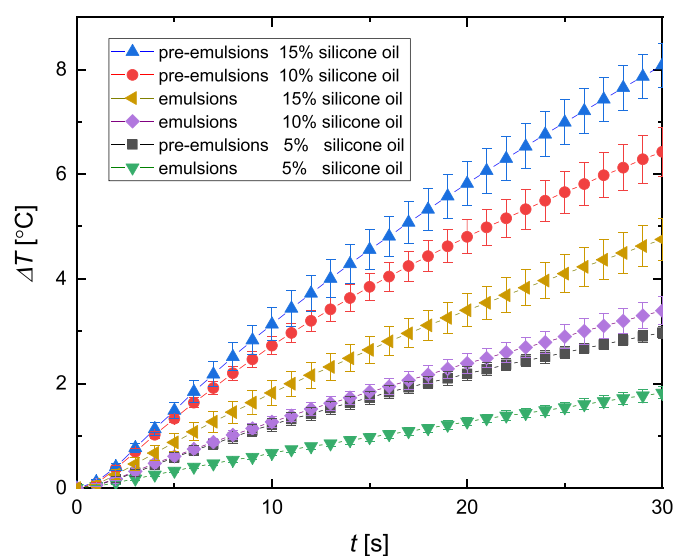 pre-emulsions 15% silicone oil
pre-emulsions 10% silicone oil
emulsions 15% silicone oil
emulsions 10% silicone oil
pre-emulsions 5% silicone oil
emulsions 5% silicone oil
8
6
4
2
0
ΔT [°C]
0 10 20 30
t [s]